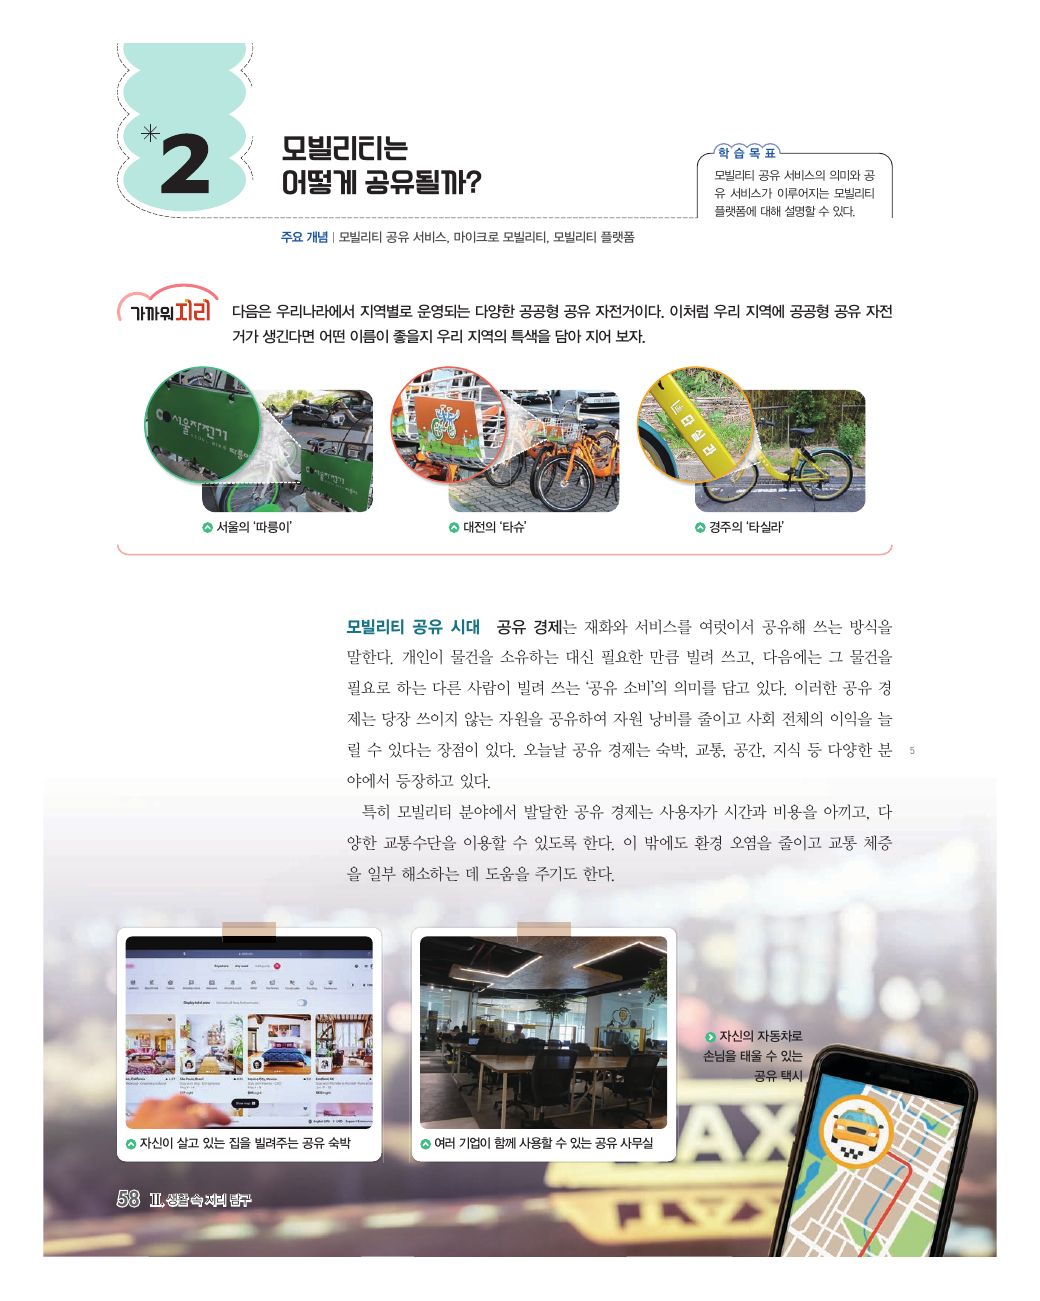 2
모빌리티는
어떻게 공유될까?
학습 목표
모빌리티 공유 서비스의 의미와 공
유 서비스가 이루어지는 모빌리티
플랫폼에 대해 설명할 수 있다.
주요 개념 | 모빌리티 공유 서비스, 마이크로 모빌리티, 모빌리티 플랫폼
가까워지리
다음은 우리나라에서 지역별로 운영되는 다양한 공공형 공유 자전거이다. 이처럼 우리 지역에 공공형 공유 자전
거가 생긴다면 어떤 이름이 좋을지 우리 지역의 특색을 담아 지어 보자.
서울자전거
타실라
서울의 ‘따릉이’
대전의 ‘타슈’
경주의 ‘타실라’
모빌리티 공유 시대 공유 경제는 재화와 서비스를 여럿이서 공유해 쓰는 방식을
말한다. 개인이 물건을 소유하는 대신 필요한 만큼 빌려 쓰고, 다음에는 그 물건을
필요로 하는 다른 사람이 빌려 쓰는 ‘공유 소비’의 의미를 담고 있다. 이러한 공유 경
제는 당장 쓰이지 않는 자원을 공유하여 자원 낭비를 줄이고 사회 전체의 이익을 늘
릴 수 있다는 장점이 있다. 오늘날 공유 경제는 숙박, 교통, 공간, 지식 등 다양한 분
5
야에서 등장하고 있다.
특히 모빌리티 분야에서 발달한 공유 경제는 사용자가 시간과 비용을 아끼고, 다
양한 교통수단을 이용할 수 있도록 한다. 이 밖에도 환경 오염을 줄이고 교통 체증
을 일부 해소하는 데 도움을 주기도 한다.
자신이 살고 있는 집을 빌려주는 공유 숙박
여러 기업이 함께 사용할 수 있는 공유 사무실
자신의 자동차로
손님을 태울 수 있는
공유 택시
TAXI
58 II. 생활 속 지리 탐구